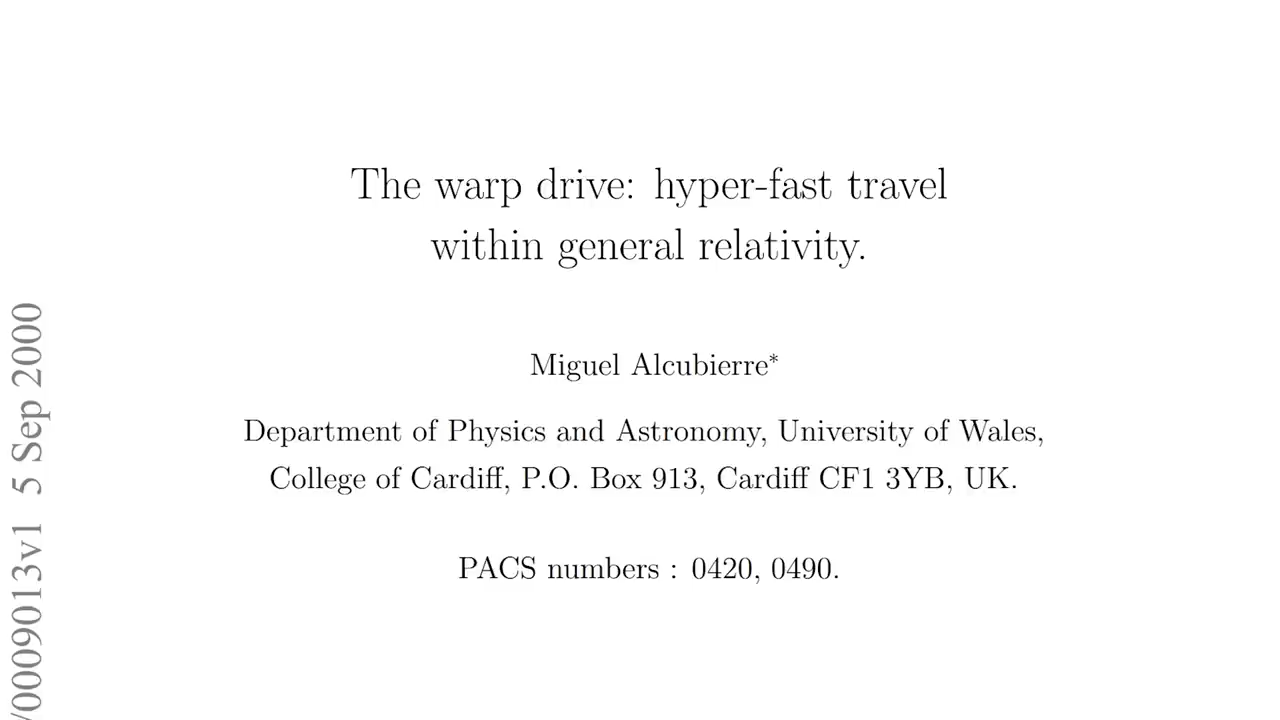 The warp drive: hyper-fast travel
within general relativity.
Miguel Alcubierre*
Department of Physics and Astronomy, University of Wales,
College of Cardiff, P.O. Box 913, Cardiff CF1 3YB, UK.
PACS numbers : 0420, 0490.
/0009013v1 5 Sep 2000